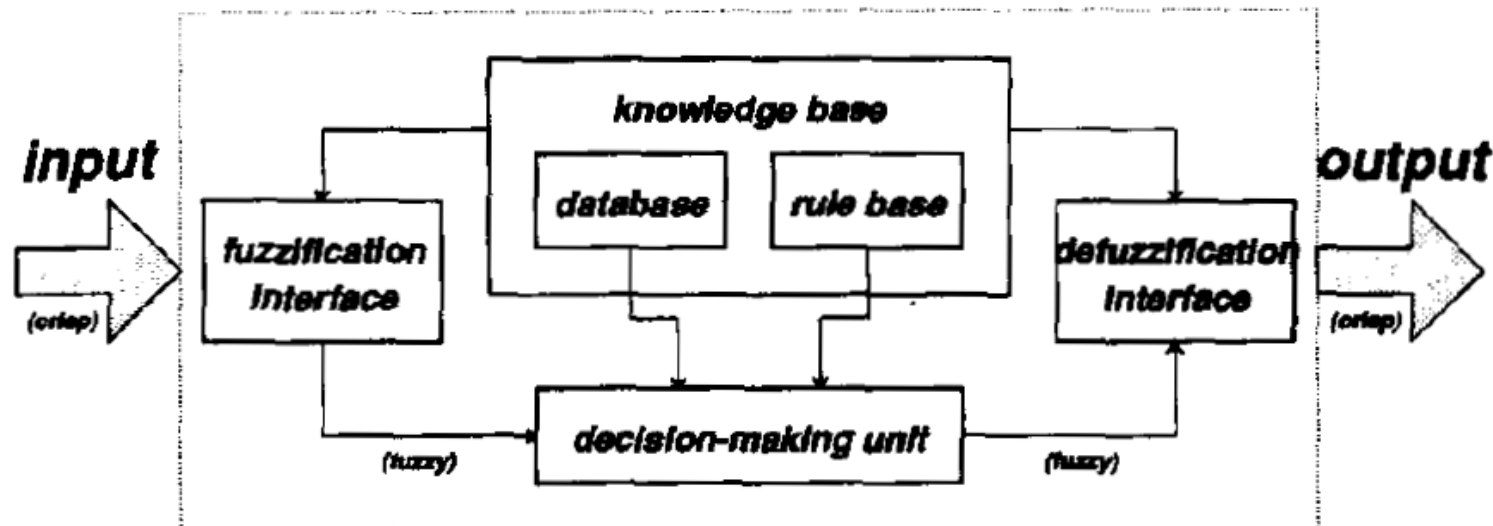 knowledge base
input
output
database
rule base
fuzzification
interface
defuzzification
interface
(crisp)
(crisp)
decision-making unit
(fuzzy)
(fuzzy)